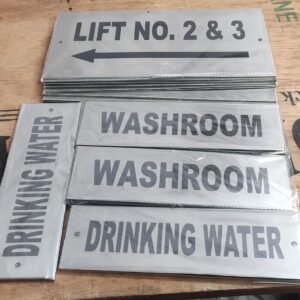 LIFT NO. 2 & 3
WASHROOM
WASHROOM
DRINKING WATER
DRINKING WATER